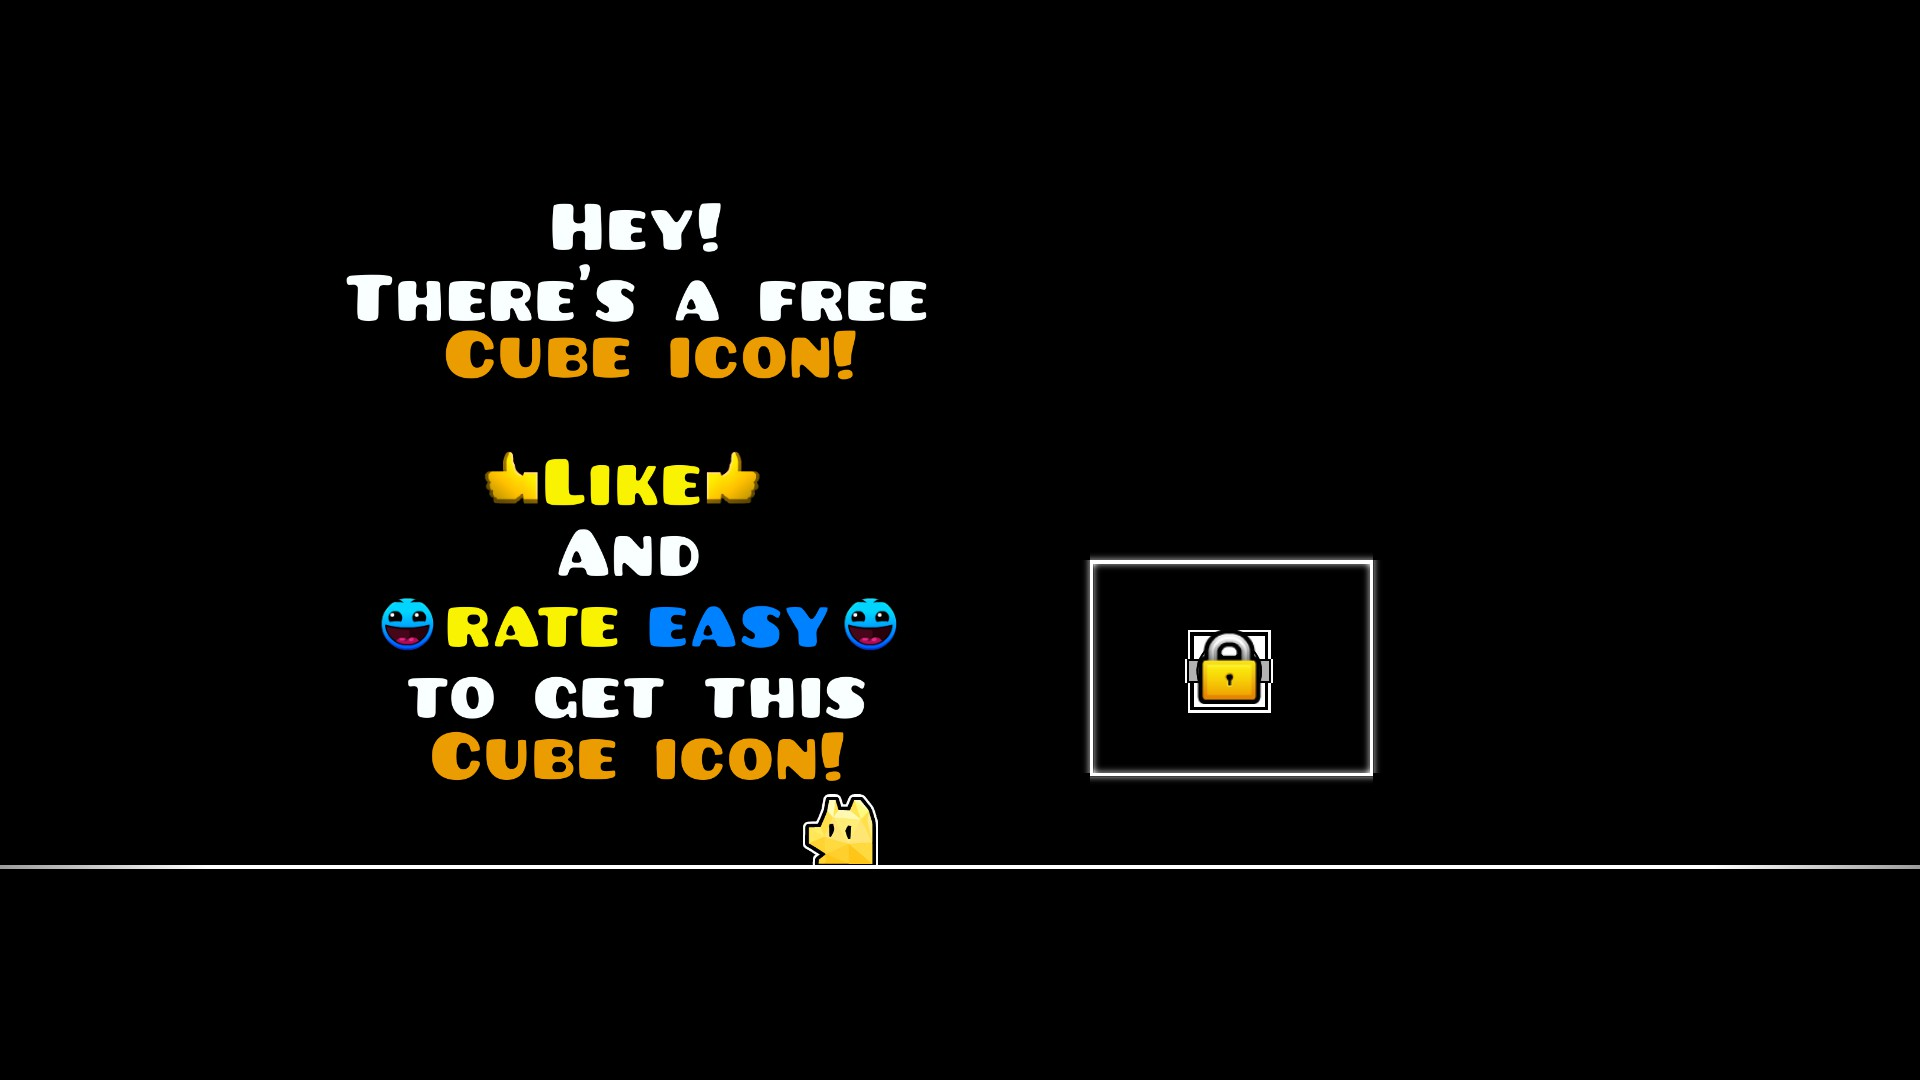 Hey!
There's a free
Cube icon!
Like
And
rate easy
to get this
Cube icon!